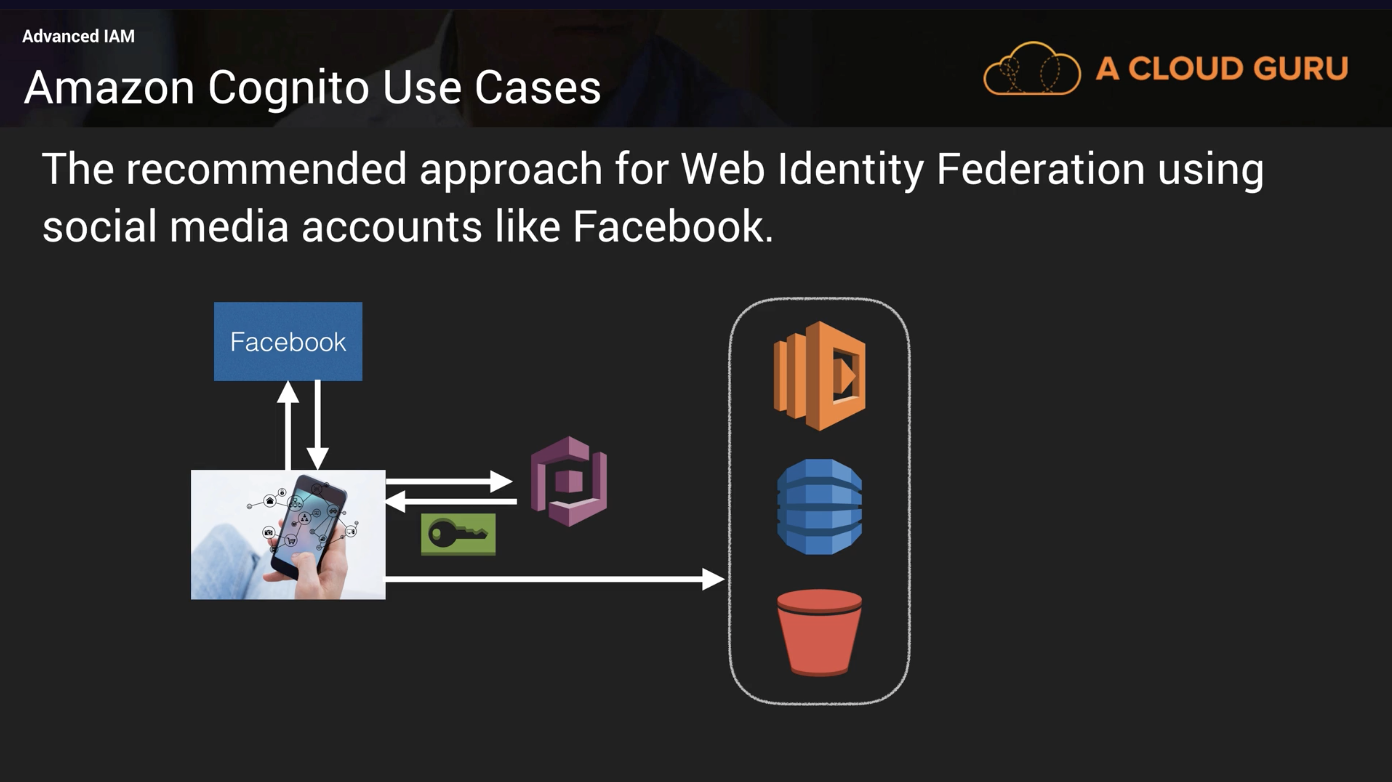 Advanced IAM
Amazon Cognito Use Cases
A CLOUD GURU
The recommended approach for Web Identity Federation using
social media accounts like Facebook.
Facebook